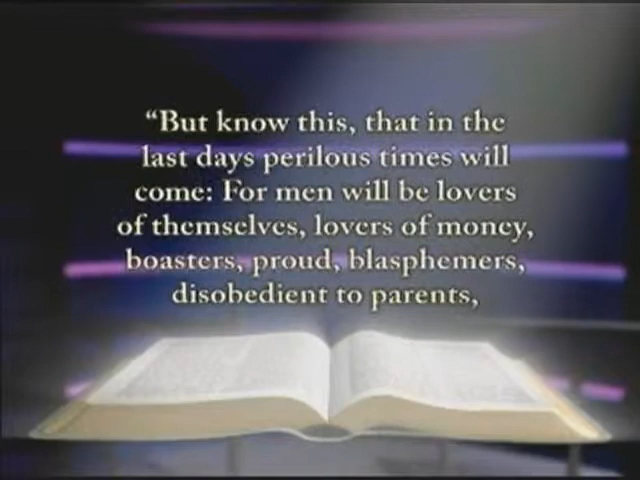 “But know this, that in the
last days perilous times will
come: For men will be lovers
of themselves, lovers of money,
boasters, proud, blasphemers,
disobedient to parents,